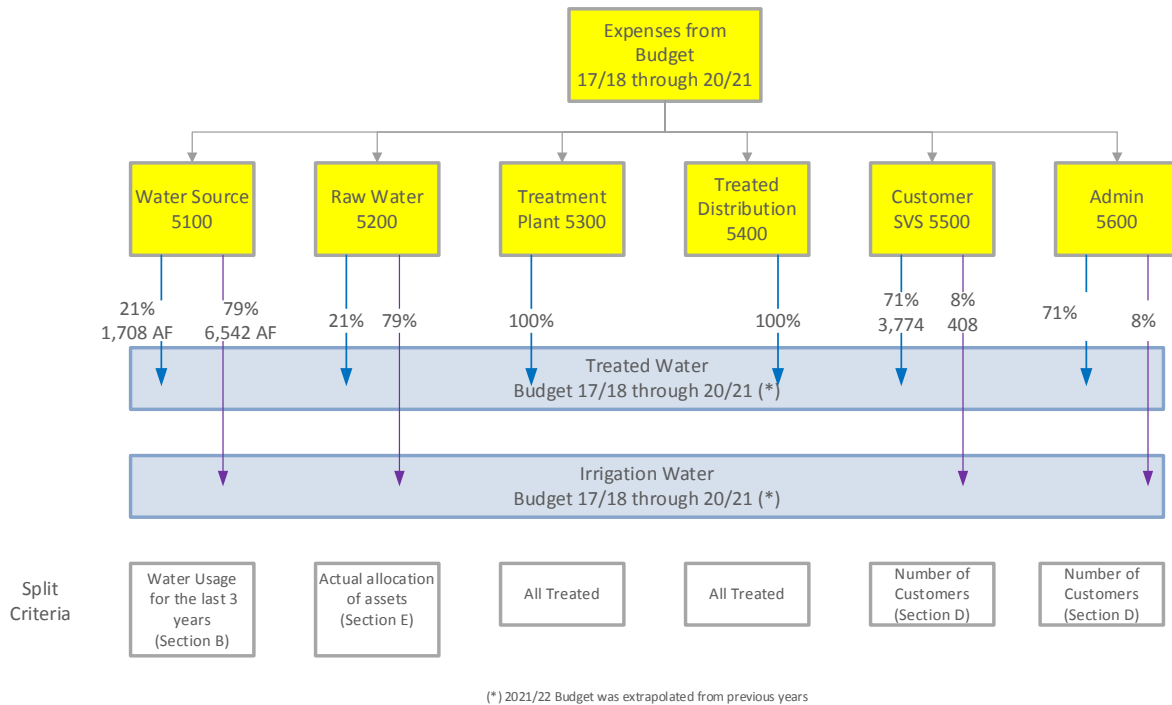 Expenses from
Budget
17/18 through 20/21
Water Source
5100
Raw Water
5200
Treatment
Plant 5300
Treated
Distribution
5400
Customer
SVS 5500
Admin
5600
21%
1,708 AF
79%
6,542 AF
21%
79%
100%
100%
71%
3,774
8%
408
71%
8%
Treated Water
Budget 17/18 through 20/21 (*)
Irrigation Water
Budget 17/18 through 20/21 (*)
Split
Criteria
Water Usage
for the last 3
years
(Section B)
Actual allocation
of assets
(Section E)
All Treated
All Treated
Number of
Customers
(Section D)
Number of
Customers
(Section D)
(*) 2021/22 Budget was extrapolated from previous years